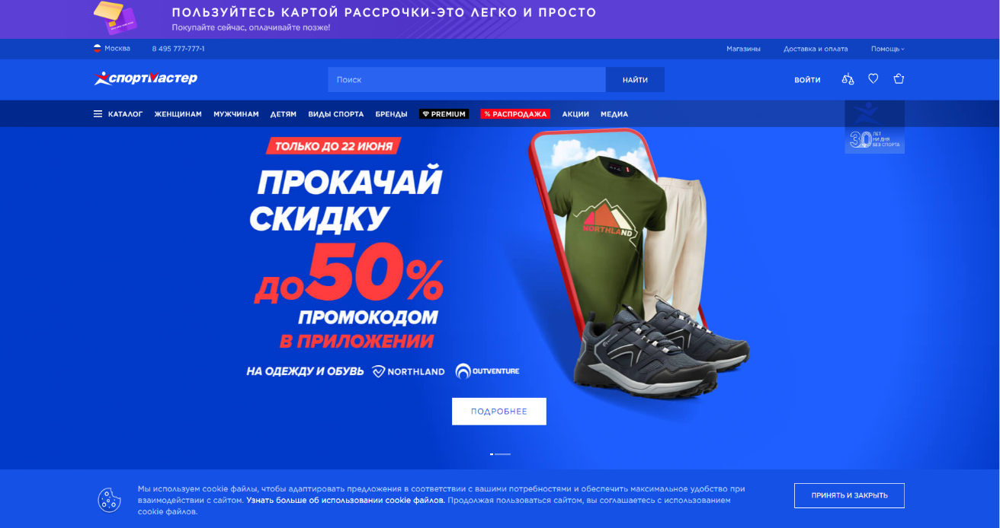 ПОЛЬЗУЙТЕСЬ КАРТОЙ РАССРОЧКИ-ЭТО ЛЕГКО И ПРОСТО
Покупайте сейчас, оплачивайте позже!
Москва 8 495 777-777-1 Магазины Доставка и оплата Помощь
спортмастер Поиск НАЙТИ ВОЙТИ
КАТАЛОГ ЖЕНЩИНАМ МУЖЧИНАМ ДЕТЯМ ВИДЫ СПОРТА БРЕНДЫ PREMIUM % РАСПРОДАЖА АКЦИИ МЕДИА
30 ЛЕТ
НИ ДНЯ
БЕЗ СПОРТА
ТОЛЬКО ДО 22 ИЮНЯ
ПРОКАЧАЙ
СКИДКУ
ДО 50%
ПРОМОКОДОМ
В ПРИЛОЖЕНИИ
НА ОДЕЖДУ И ОБУВЬ NORTHLAND OUTVENTURE
NORTHLAND
ПОДРОБНЕЕ
Мы используем cookie файлы, чтобы адаптировать предложения в соответствии с вашими потребностями и обеспечить максимальное удобство при
взаимодействии с сайтом. Узнать больше об использовании cookie файлов. Продолжая пользоваться сайтом, вы соглашаетесь с использованием
cookie файлов.
ПРИНЯТЬ И ЗАКРЫТЬ